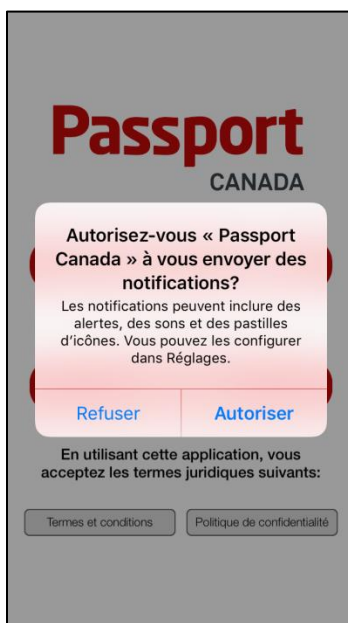 Passport
CANADA
Autorisez-vous « Passport
Canada » à vous envoyer des
notifications?
Les notifications peuvent inclure des
alertes, des sons et des pastilles
d'icônes. Vous pouvez les configurer
dans Réglages.
Refuser
Autoriser
En utilisant cette application, vous
acceptez les termes juridiques suivants:
Termes et conditions
Politique de confidentialité